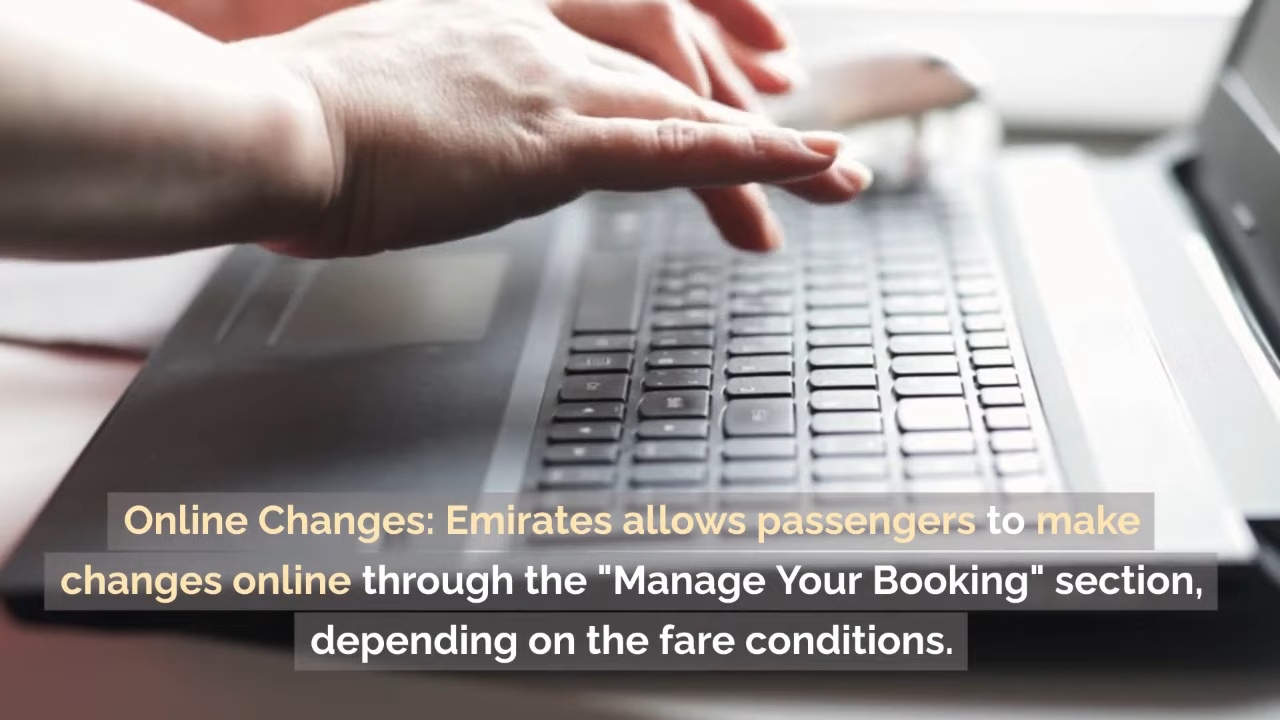 Online Changes: Emirates allows passengers to make
changes online through the "Manage Your Booking" section,
depending on the fare conditions.